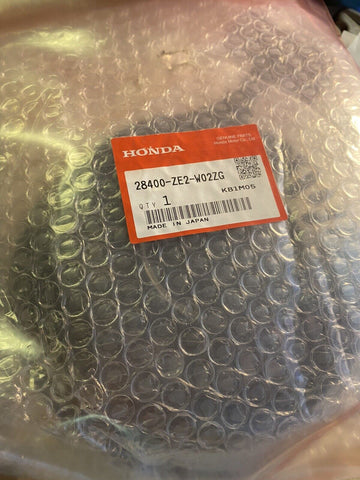 GENUINE PARTS
Honda Motor Co., Ltd.
HONDA
28400-ZE2-W02ZG
QTY 1
KB1M05
MADE IN JAPAN